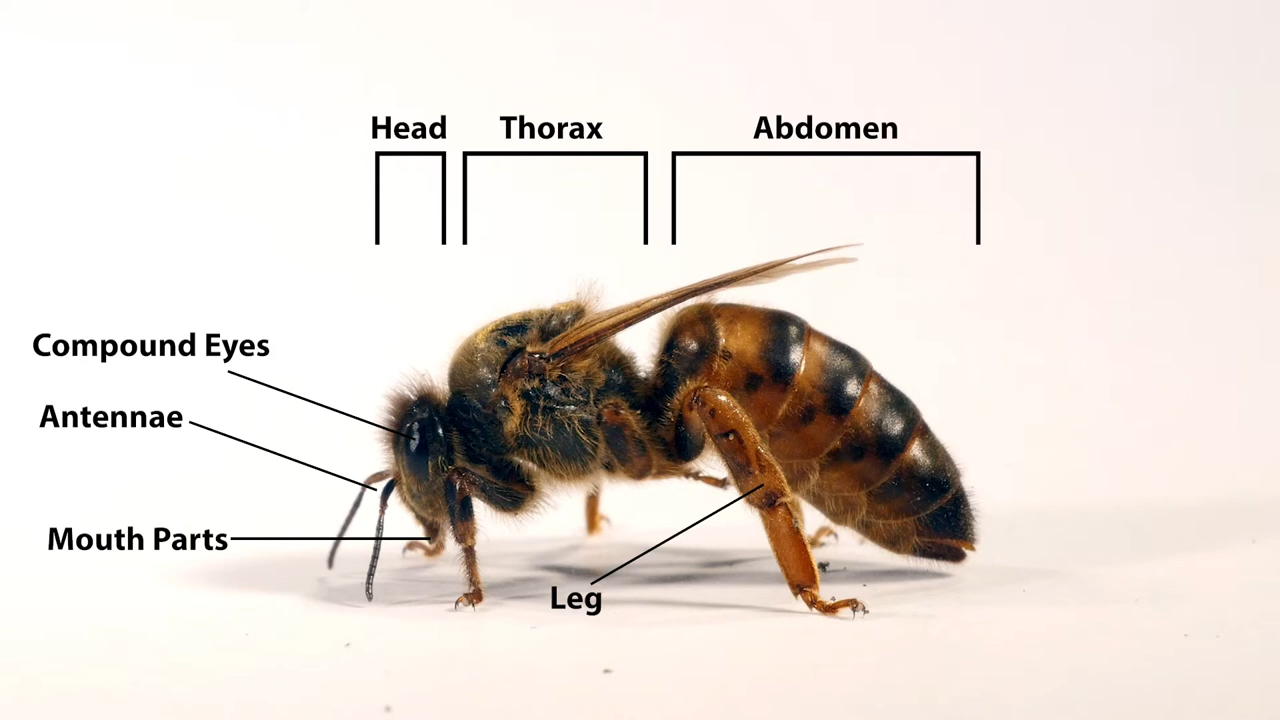 Head
Thorax
Abdomen
Compound Eyes
Antennae
Mouth Parts
Leg